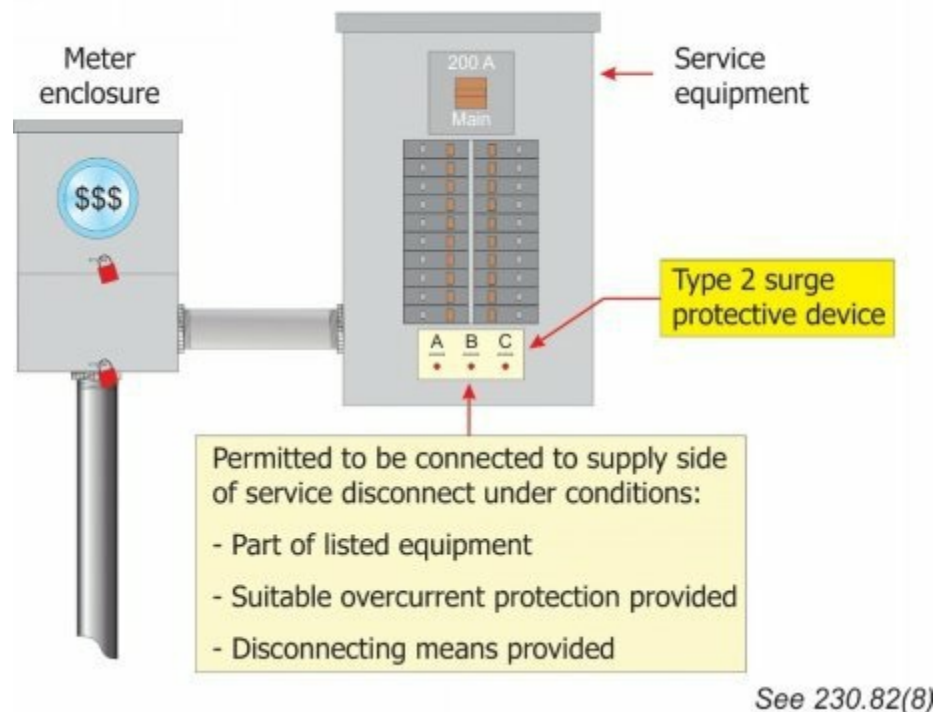 Meter
enclosure
$$$
200 A
Main
Service
equipment
Type 2 surge
protective device
A B C
Permitted to be connected to supply side
of service disconnect under conditions:
- Part of listed equipment
- Suitable overcurrent protection provided
- Disconnecting means provided
See 230.82(8)